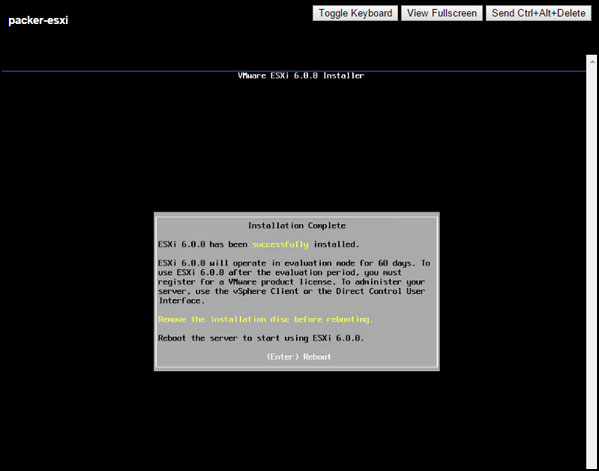 packer-esxi
Toggle Keyboard
View Fullscreen
Send Ctrl+Alt+Delete
VMware ESXi 6.0.0 Installer
Installation Complete
ESXi 6.0.0 has been successfully installed.
ESXi 6.0.0 will operate in evaluation mode for 60 days. To
use ESXi 6.0.0 after the evaluation period, you must
register for a VMware product license. To administer your
server, use the vSphere Client or the Direct Control User
Interface.
Remove the installation disc before rebooting.
Reboot the server to start using ESXi 6.0.0.
(Enter) Reboot